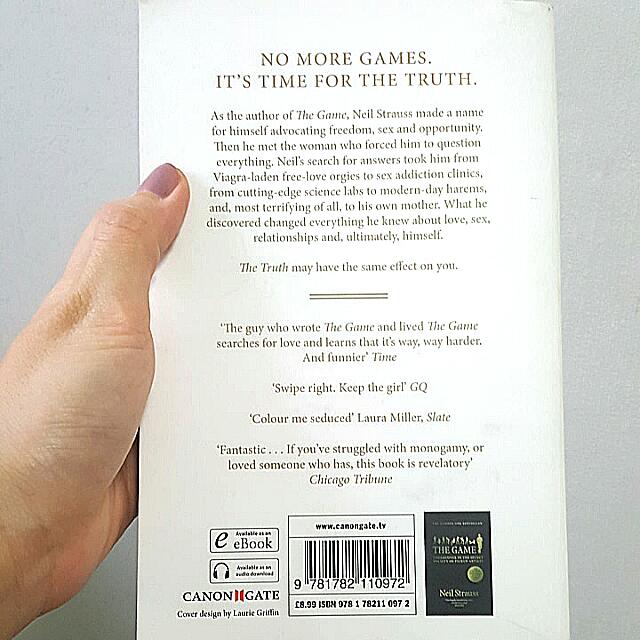 NO MORE GAMES.
IT'S TIME FOR THE TRUTH.
As the author of The Game, Neil Strauss made a name
for himself advocating freedom, sex and opportunity.
Then he met the woman who forced him to question
everything. Neil's search for answers took him from
Viagra-laden free-love orgies to sex addiction clinics,
from cutting-edge science labs to modern-day harens,
and, most terrifying of all, to his own mother. What he
discovered changed everything he knew about love, sex,
relationships and, ultimately, himself.
The Truth may have the same effect on you.
'The guy who wrote The Game and lived The Game
searches for love and learns that it's way, way harder.
And funnier' Time
'Swipe right. Keep the girl' GQ
'Colour me seduced' Laura Miller, Slate
'Fantastic . . . If you've struggled with monogamy, or
loved someone who has, this book is revelatory'
Chicago Tribune
Available as an
eBook
Available as an
audio download
CANONGATE
Cover design by Laurie Griffin
www.canongate.tv
9 781782 110972
£8.99 ISBN 978 1 78211 097 2
THE GAME
Neil Strauss